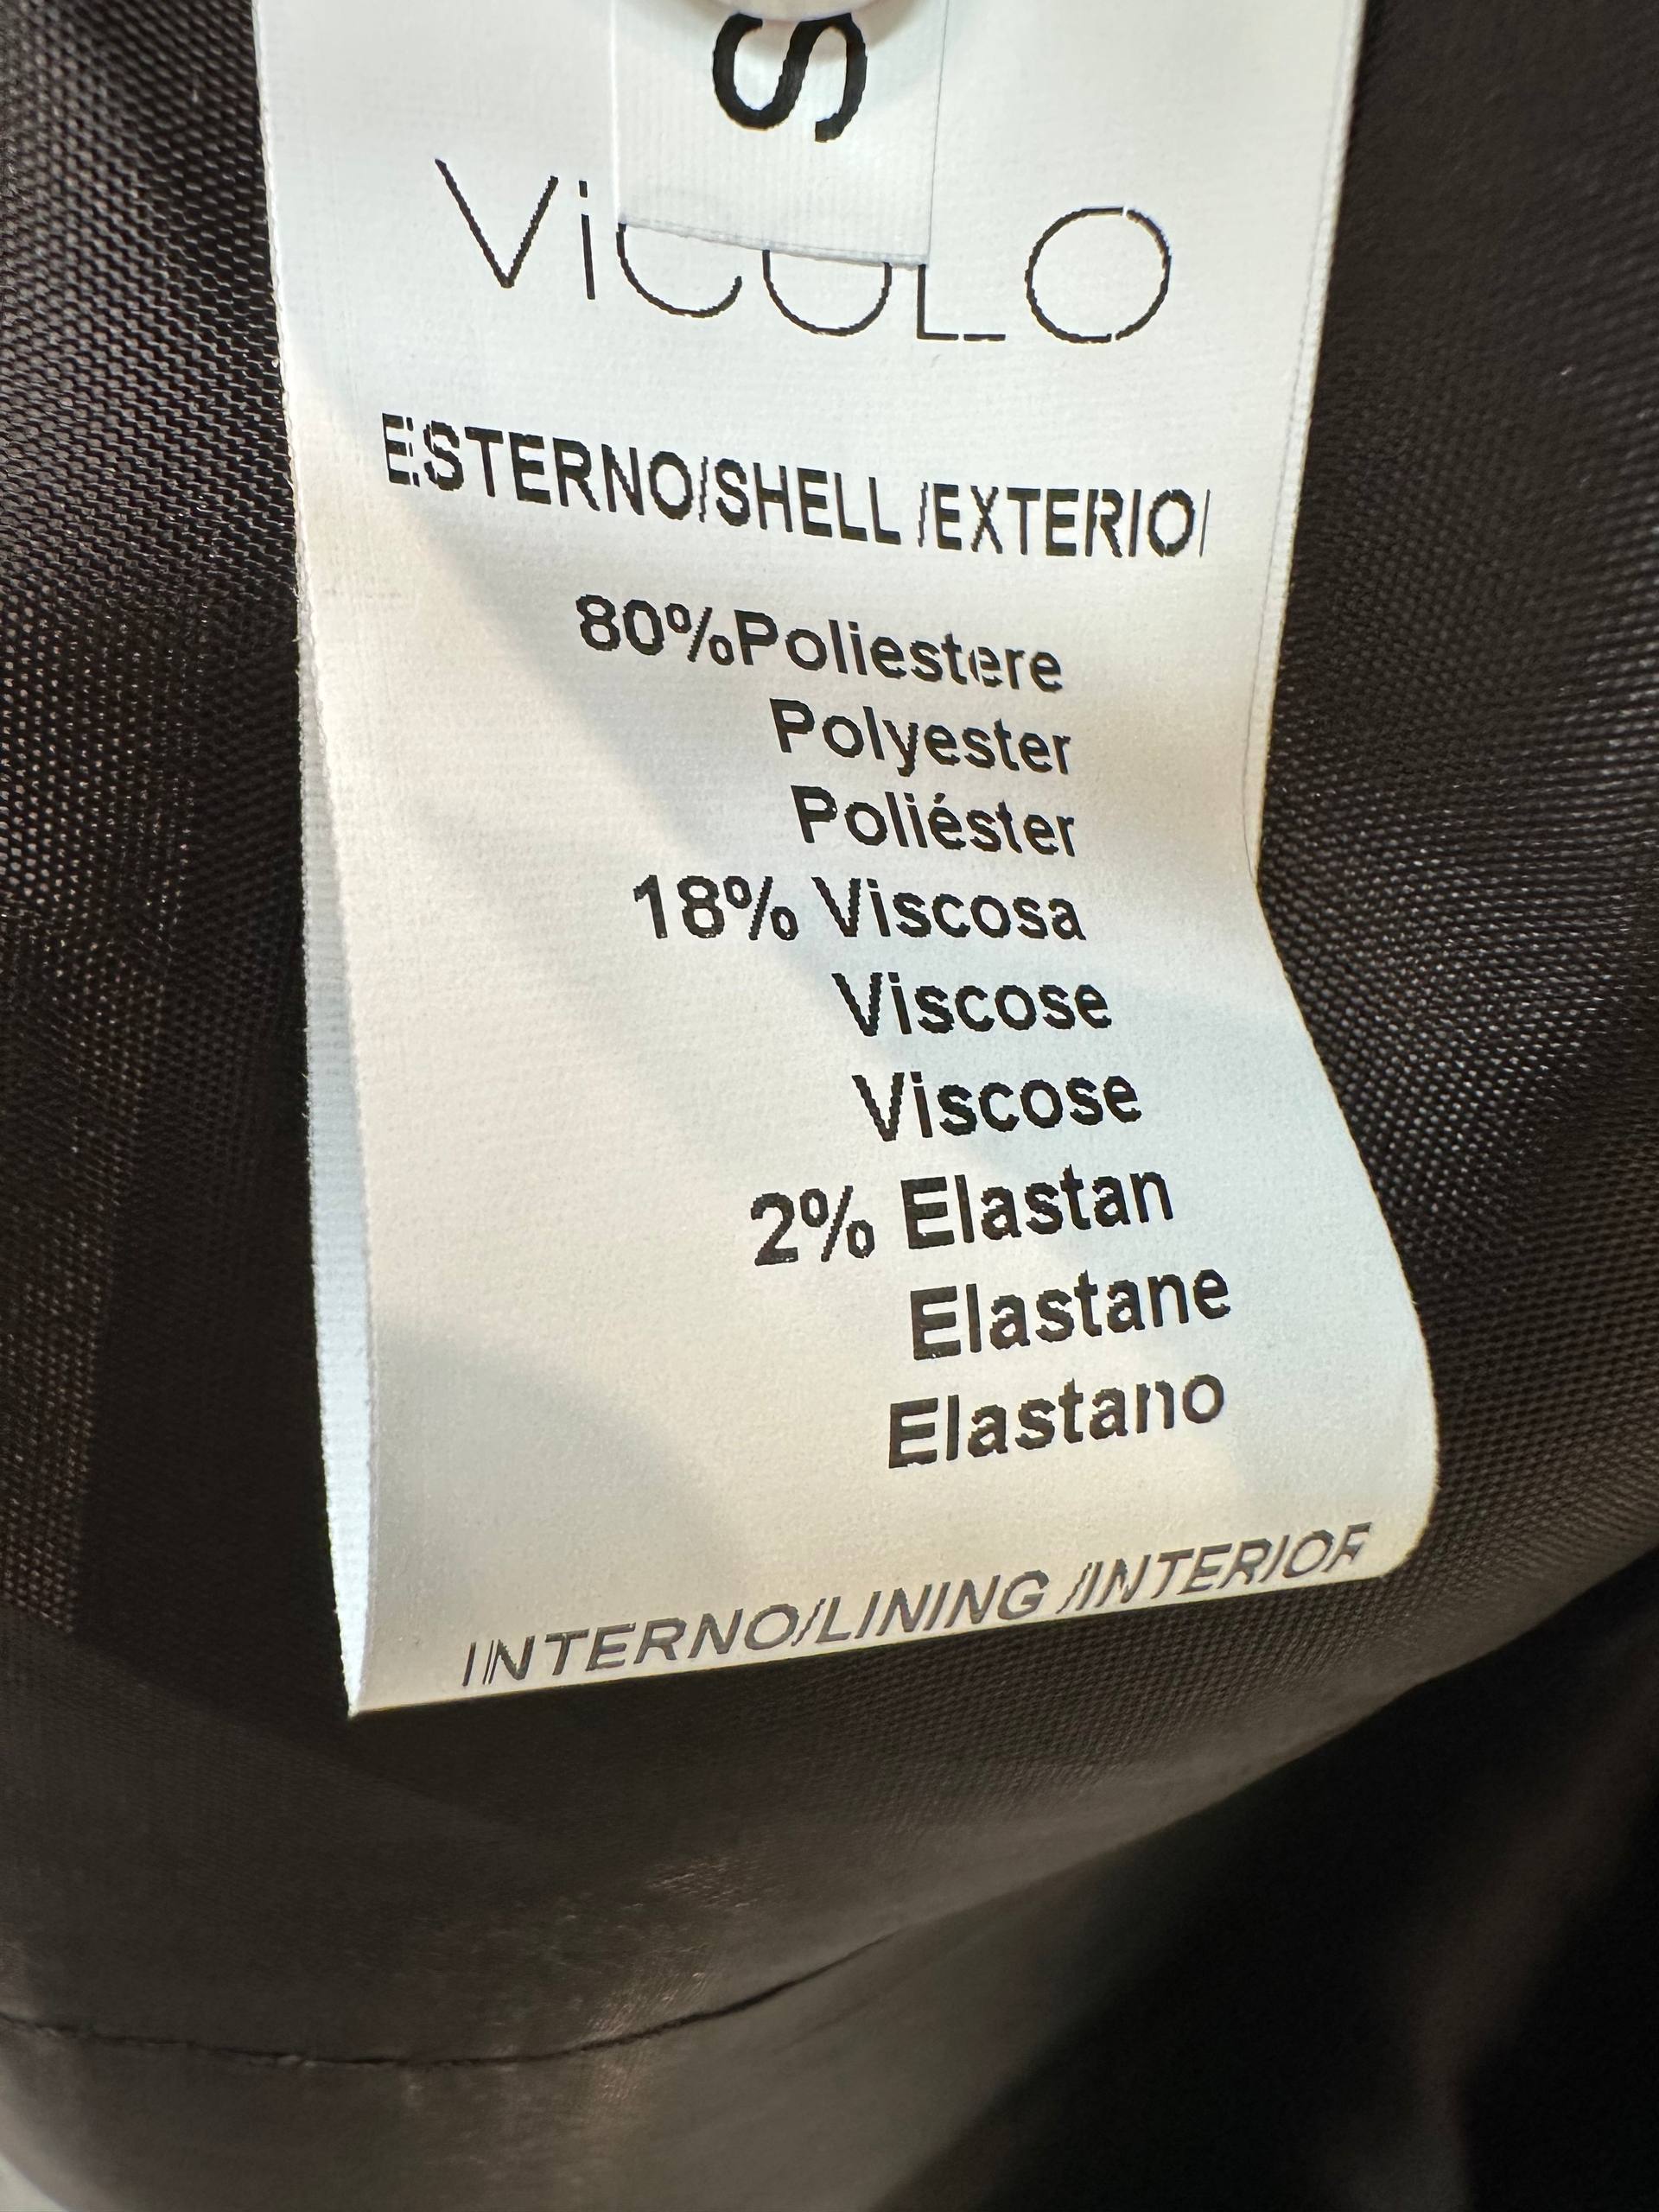 S
ViCOLO
ESTERNO/SHELL /EXTERIO
80%Poliestere
Polyester
Poliéster
18% Viscosa
Viscose
Viscose
2% Elastan
Elastane
Elastano
INTERNO/LINING /INTERIOR